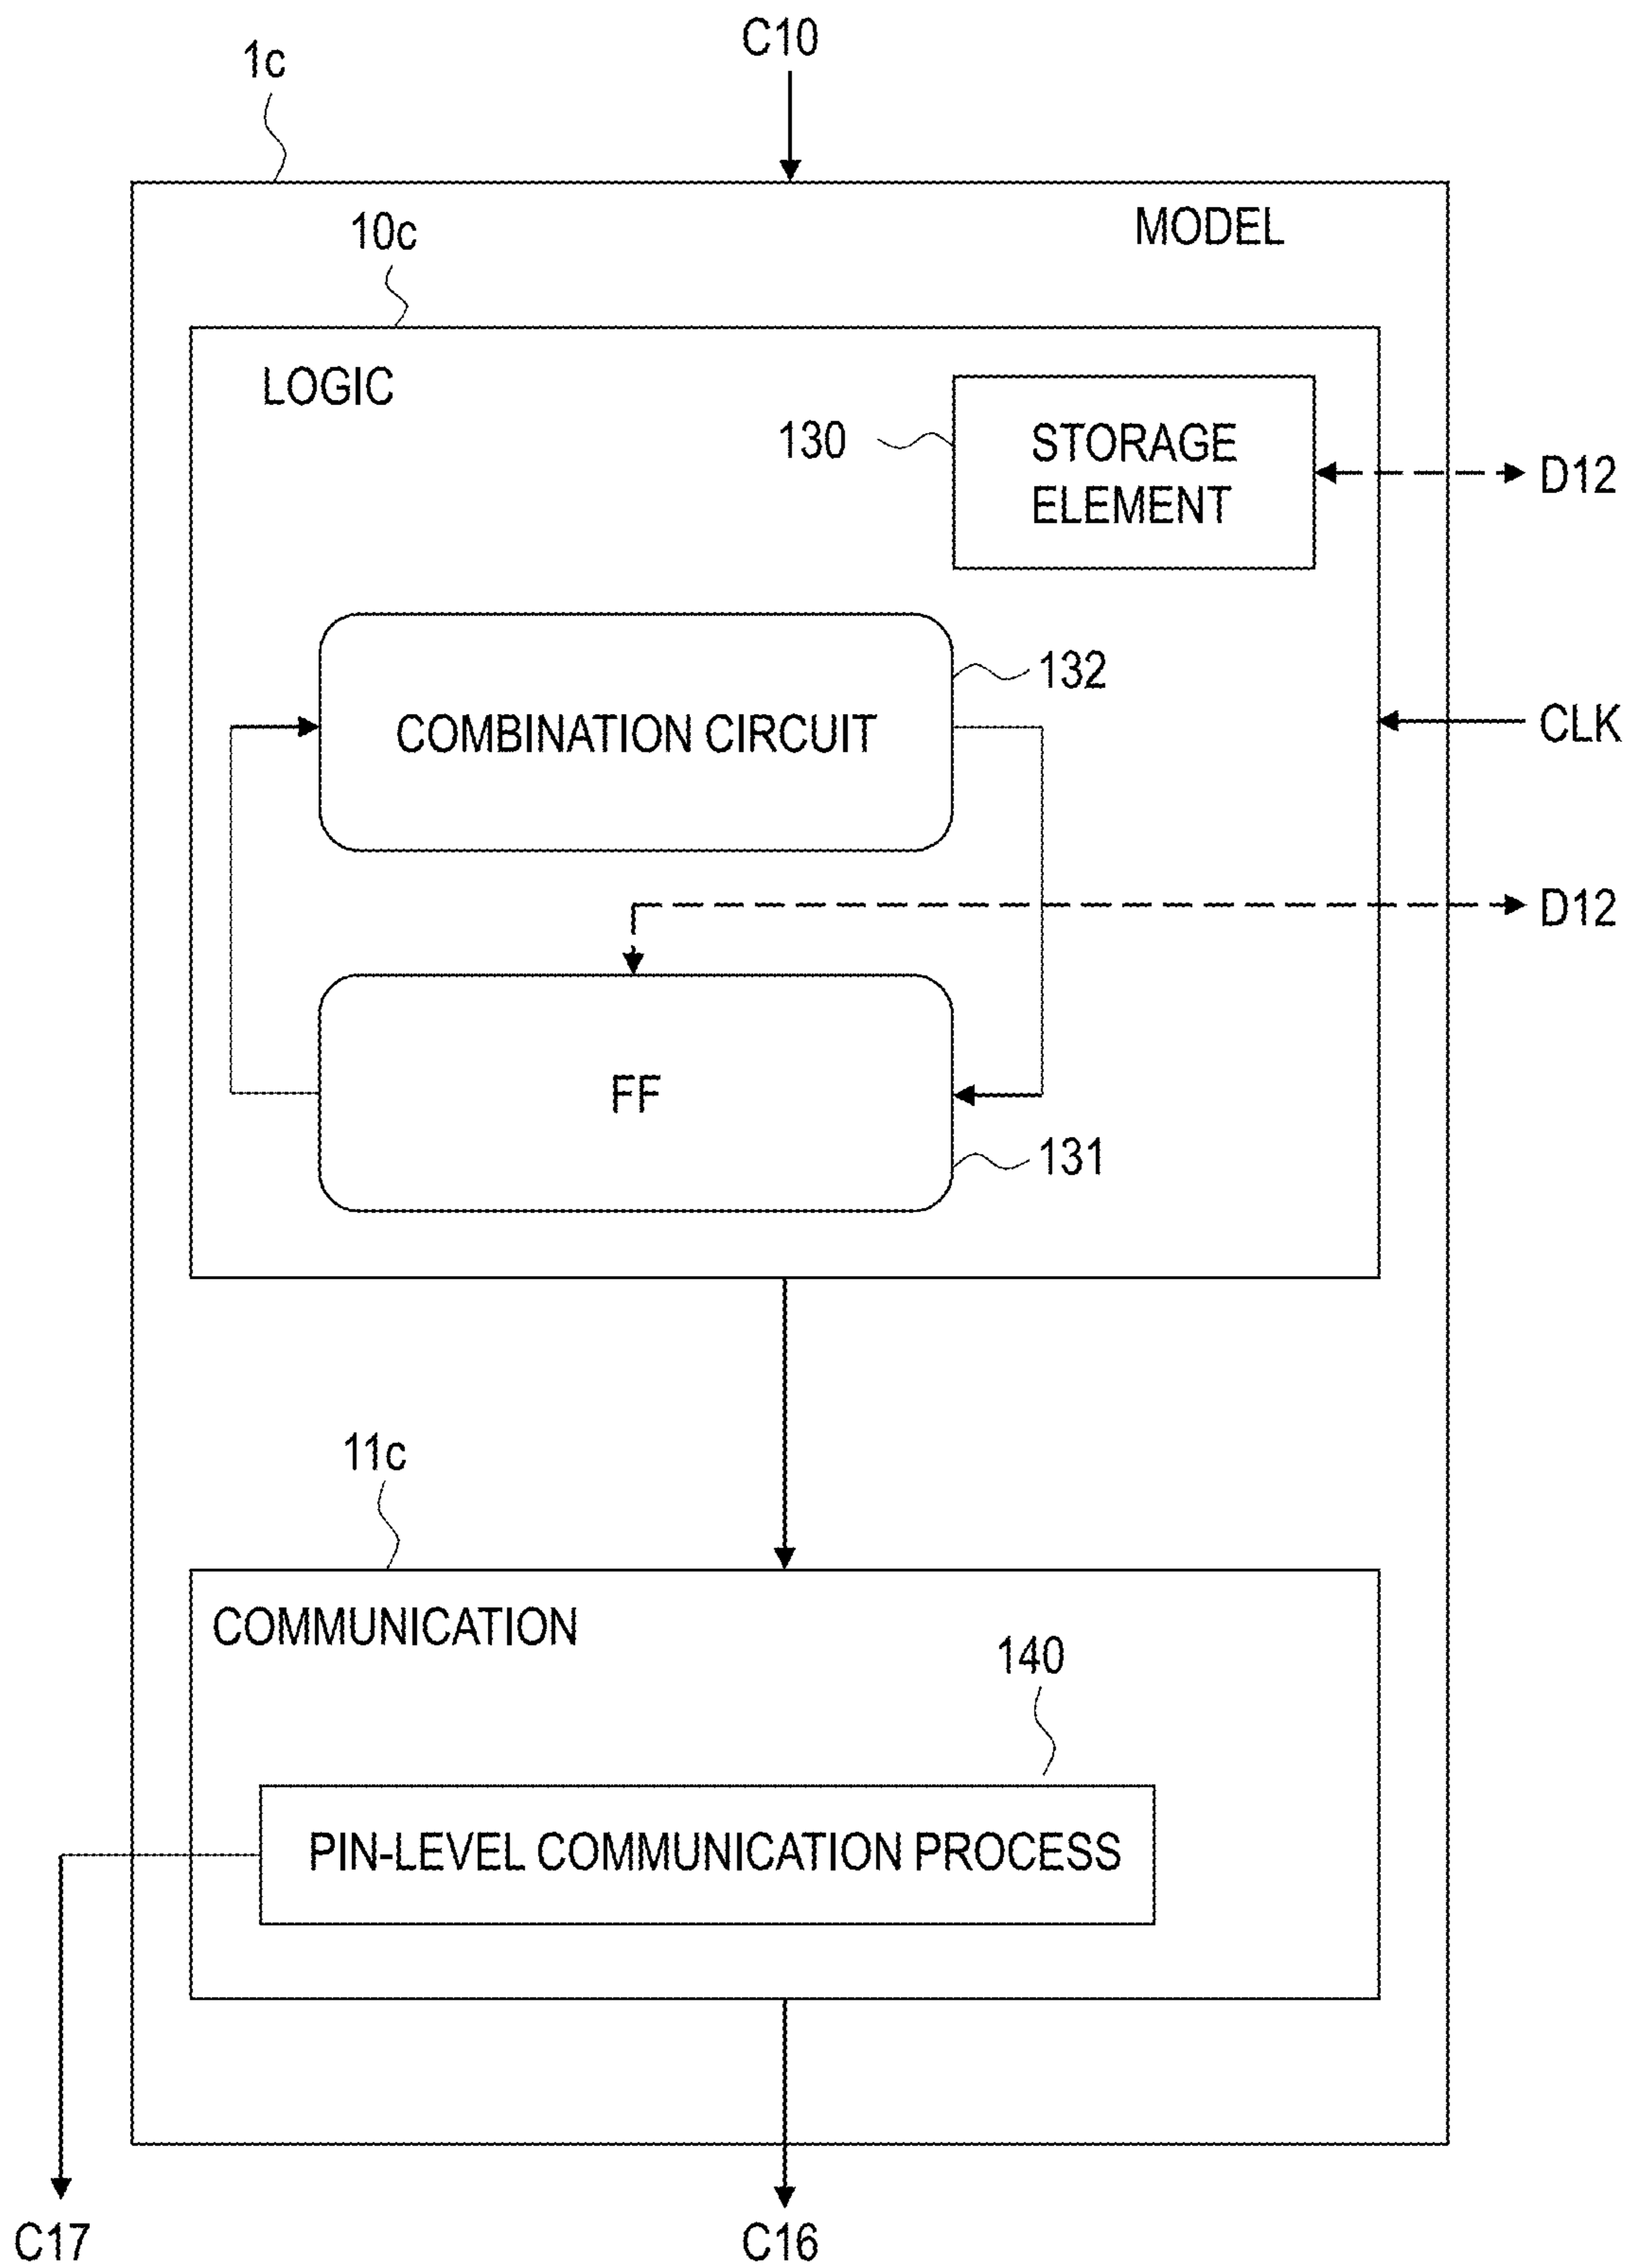 C10
1c
MODEL
10c
LOGIC
130
STORAGE
ELEMENT
D12
132
COMBINATION CIRCUIT
CLK
D12
FF
131
11c
COMMUNICATION
140
PIN-LEVEL COMMUNICATION PROCESS
C17
C16